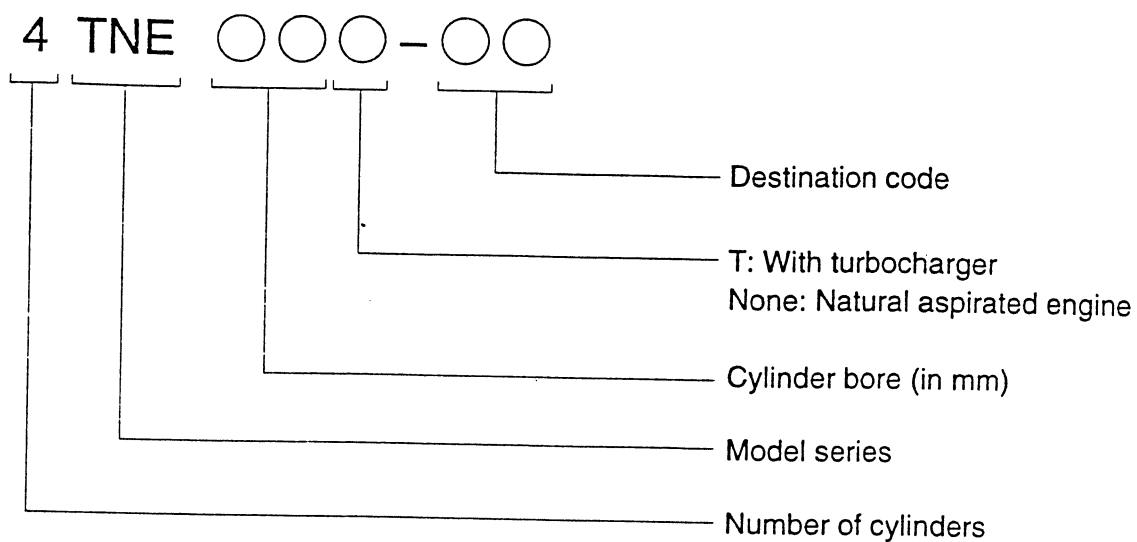 4 TNE ○○○-○○
Destination code
T: With turbocharger
None: Natural aspirated engine
Cylinder bore (in mm)
Model series
Number of cylinders